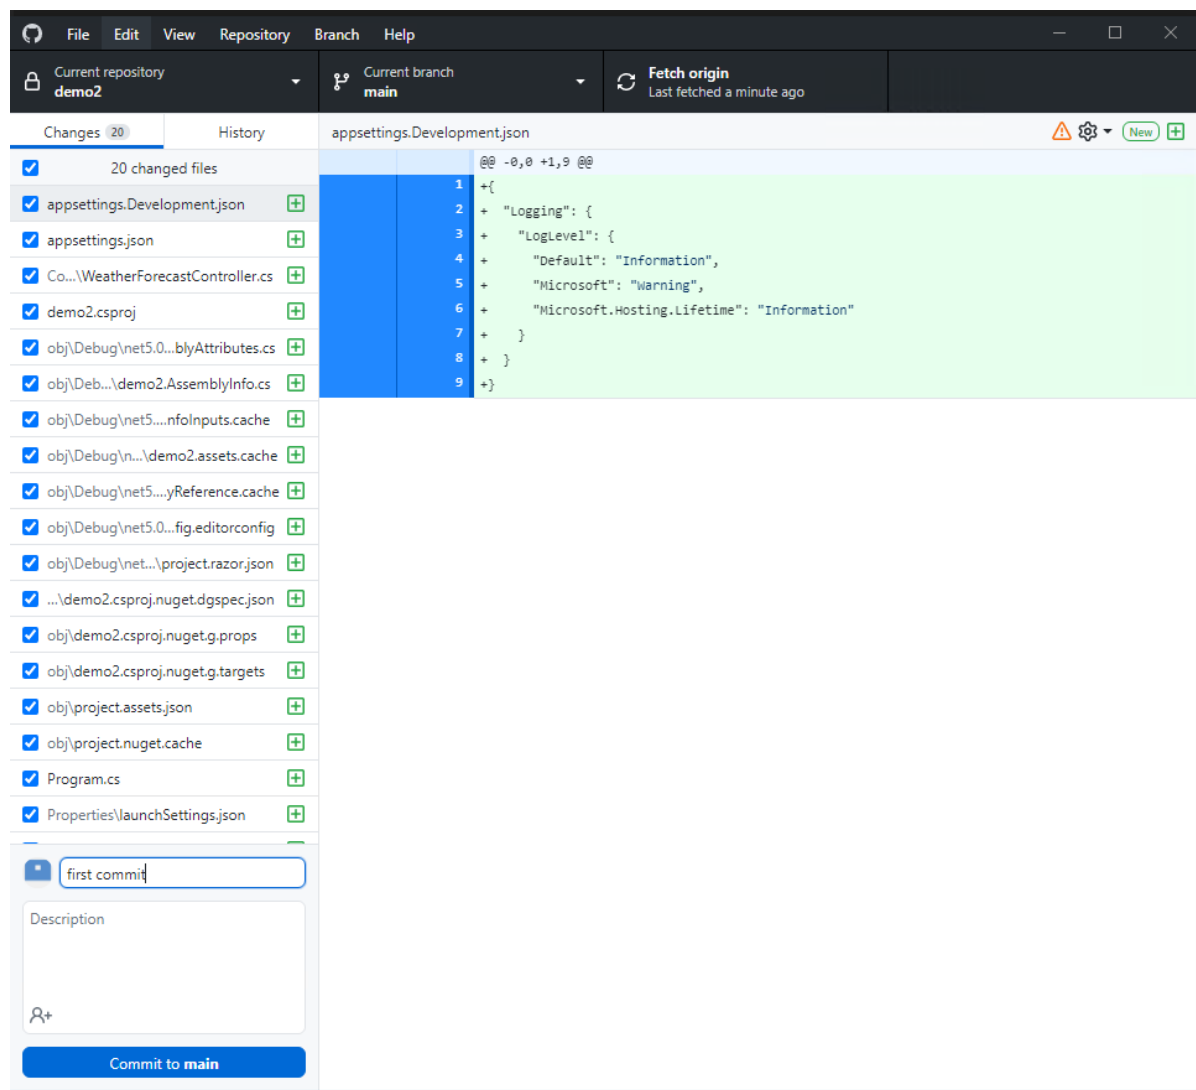 File Edit View Repository Branch Help
Current repository
demo2
Current branch
main
Fetch origin
Last fetched a minute ago
Changes 20 History
20 changed files
appsettings.Development.json
appsettings.json
Co...\WeatherForecastController.cs
demo2.csproj
obj\Debug\net5.0...blyAttributes.cs
obj\Deb...\demo2.AssemblyInfo.cs
obj\Debug\net5....nfoInputs.cache
obj\Debug\n...\demo2.assets.cache
obj\Debug\net5....yReference.cache
obj\Debug\net5.0...fig.editorconfig
obj\Debug\net...\project.razor.json
...\demo2.csproj.nuget.dgspec.json
obj\demo2.csproj.nuget.g.props
obj\demo2.csproj.nuget.g.targets
obj\project.assets.json
obj\project.nuget.cache
Program.cs
Properties\launchSettings.json
first commit
Description
Commit to main
appsettings.Development.json New
@@ -0,0 +1,9 @@
1 +{
2 +  "Logging": {
3 +    "LogLevel": {
4 +      "Default": "Information",
5 +      "Microsoft": "Warning",
6 +      "Microsoft.Hosting.Lifetime": "Information"
7 +    }
8 +  }
9 +}